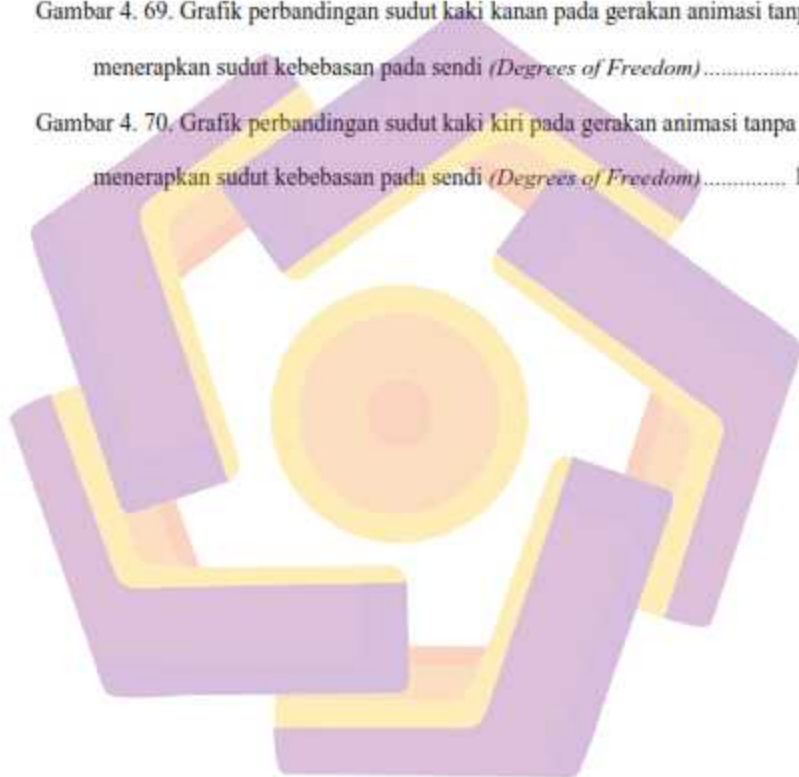 Gambar 4. 69. Grafik perbandingan sudut kaki kanan pada gerakan animasi
menerapkan sudut kebebasan pada sendi (Degrees of Freedom)................
Gambar 4. 70. Grafik perbandingan sudut kaki kiri pada gerakan animasi tanpa
menerapkan sudut kebebasan pada sendi (Degrees of Freedom)..............